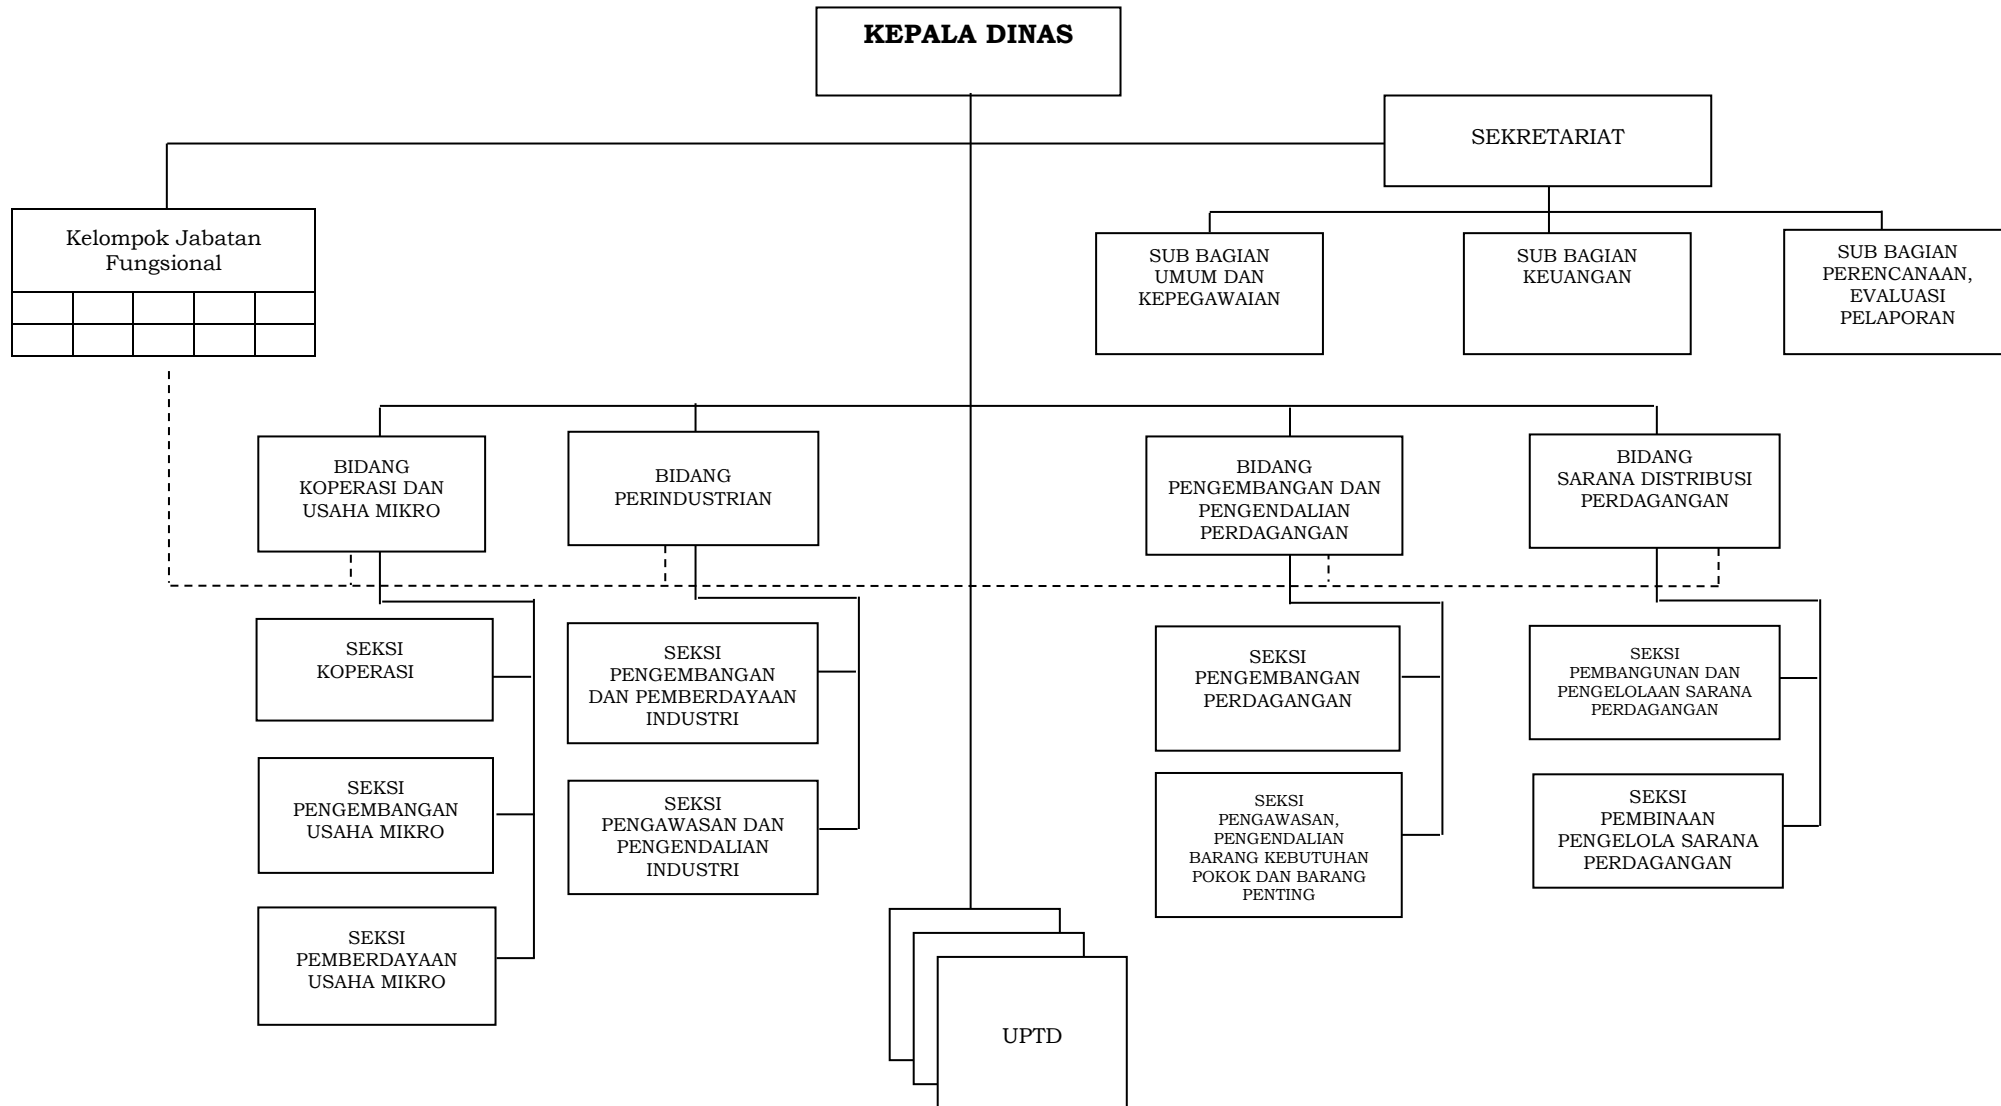 KEPALA DINAS
SEKRETARIAT
Kelompok Jabatan
Fungsional
SUB BAGIAN
UMUM DAN
KEPEGAWAIAN
SUB BAGIAN
KEUANGAN
SUB BAGIAN
PERENCANAAN,
EVALUASI
PELAPORAN
BIDANG
KOPERASI DAN
USAHA MIKRO
BIDANG
PERINDUSTRIAN
BIDANG
PENGEMBANGAN DAN
PENGENDALIAN
PERDAGANGAN
BIDANG
SARANA DISTRIBUSI
PERDAGANGAN
SEKSI
KOPERASI
SEKSI
PENGEMBANGAN
DAN PEMBERDAYAAN
INDUSTRI
SEKSI
PENGEMBANGAN
PERDAGANGAN
SEKSI
PEMBANGUNAN DAN
PENGELOLAAN SARANA
PERDAGANGAN
SEKSI
PENGEMBANGAN
USAHA MIKRO
SEKSI
PENGAWASAN DAN
PENGENDALIAN
INDUSTRI
SEKSI
PENGAWASAN,
PENGENDALIAN
BARANG KEBUTUHAN
POKOK DAN BARANG
PENTING
SEKSI
PEMBINAAN
PENGELOLA SARANA
PERDAGANGAN
SEKSI
PEMBERDAYAAN
USAHA MIKRO
UPTD